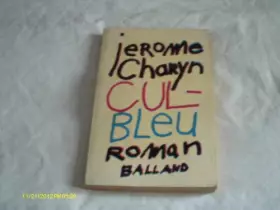 Jerome
Charyn
CUL-
BLEU
Roman
BALLAND